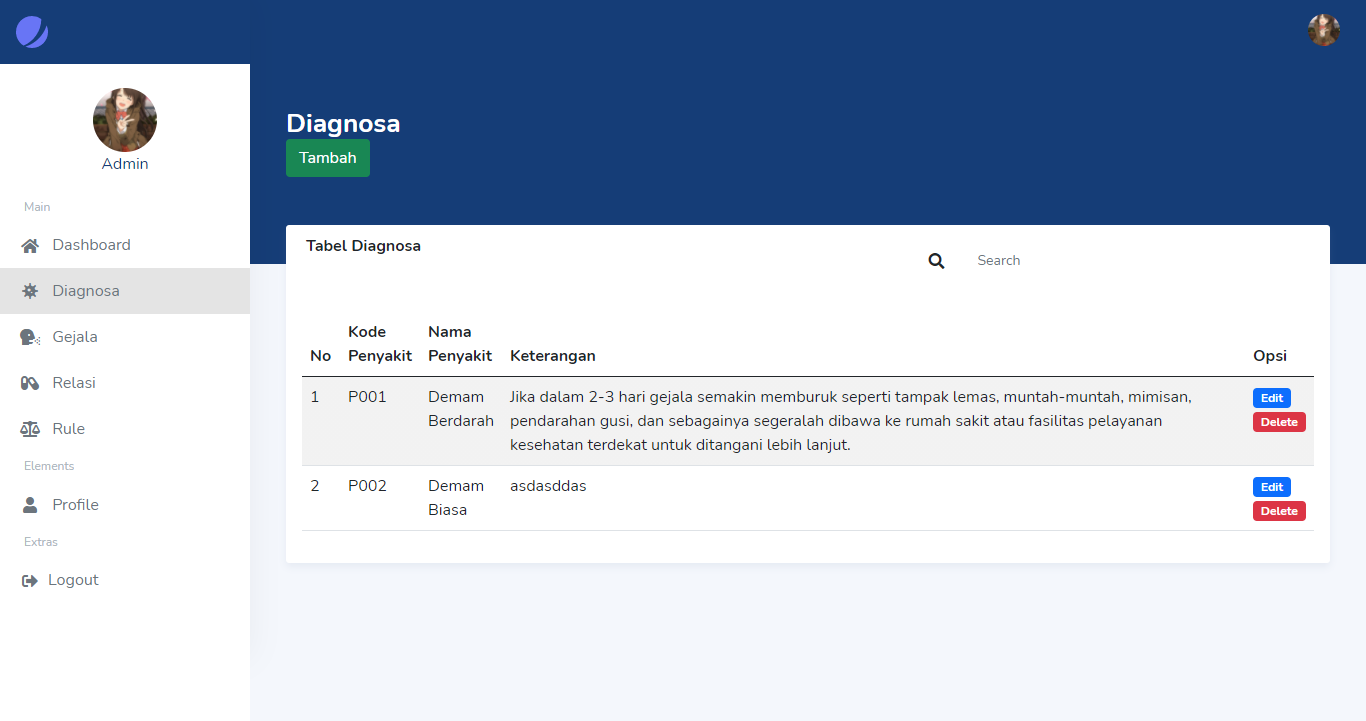 Admin
Main
Dashboard
Diagnosa
Gejala
Relasi
Rule
Elements
Profile
Extras
Logout
Diagnosa
Tambah
Tabel Diagnosa
Search
No Kode Penyakit Nama Penyakit Keterangan Opsi
1 P001 Demam Berdarah Jika dalam 2-3 hari gejala semakin memburuk seperti tampak lemas, muntah-muntah, mimisan,
pendarahan gusi, dan sebagainya segeralah dibawa ke rumah sakit atau fasilitas pelayanan
kesehatan terdekat untuk ditangani lebih lanjut.
Edit
Delete
2 P002 Demam Biasa asdasddas
Edit
Delete